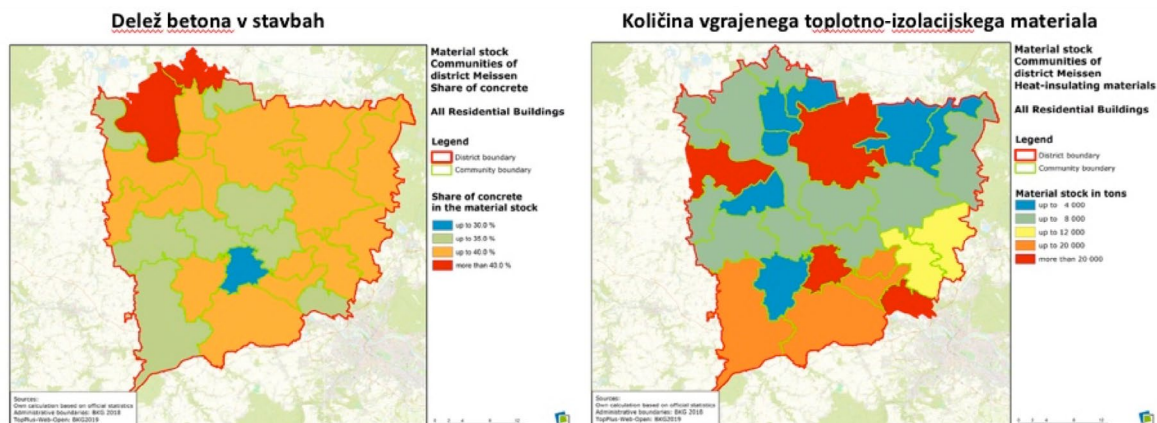 Delež betona v stavbah
Material stock
Communities of
district Meissen
Share of concrete
All Residential Buildings
Legend
District boundary
Community boundary
Share of concrete
in the material stock
up to 30.0 %
up to 35.0 %
up to 40.0 %
more than 40.0 %
Sources:
Own calculation based on official statistics
Administrative boundaries: BKG 2018
TopPlus-Web-Open: BKG2019
Količina vgrajenega toplotno-izolacijskega materiala
Material stock
Communities of
district Meissen
Heat-insulating materials
All Residential Buildings
Legend
District boundary
Community boundary
Material stock in tons
up to 4 000
up to 8 000
up to 12 000
up to 20 000
more than 20 000
Sources:
Own calculation based on official statistics
Administrative boundaries: BKG 2018
TopPlus-Web-Open: BKG2019